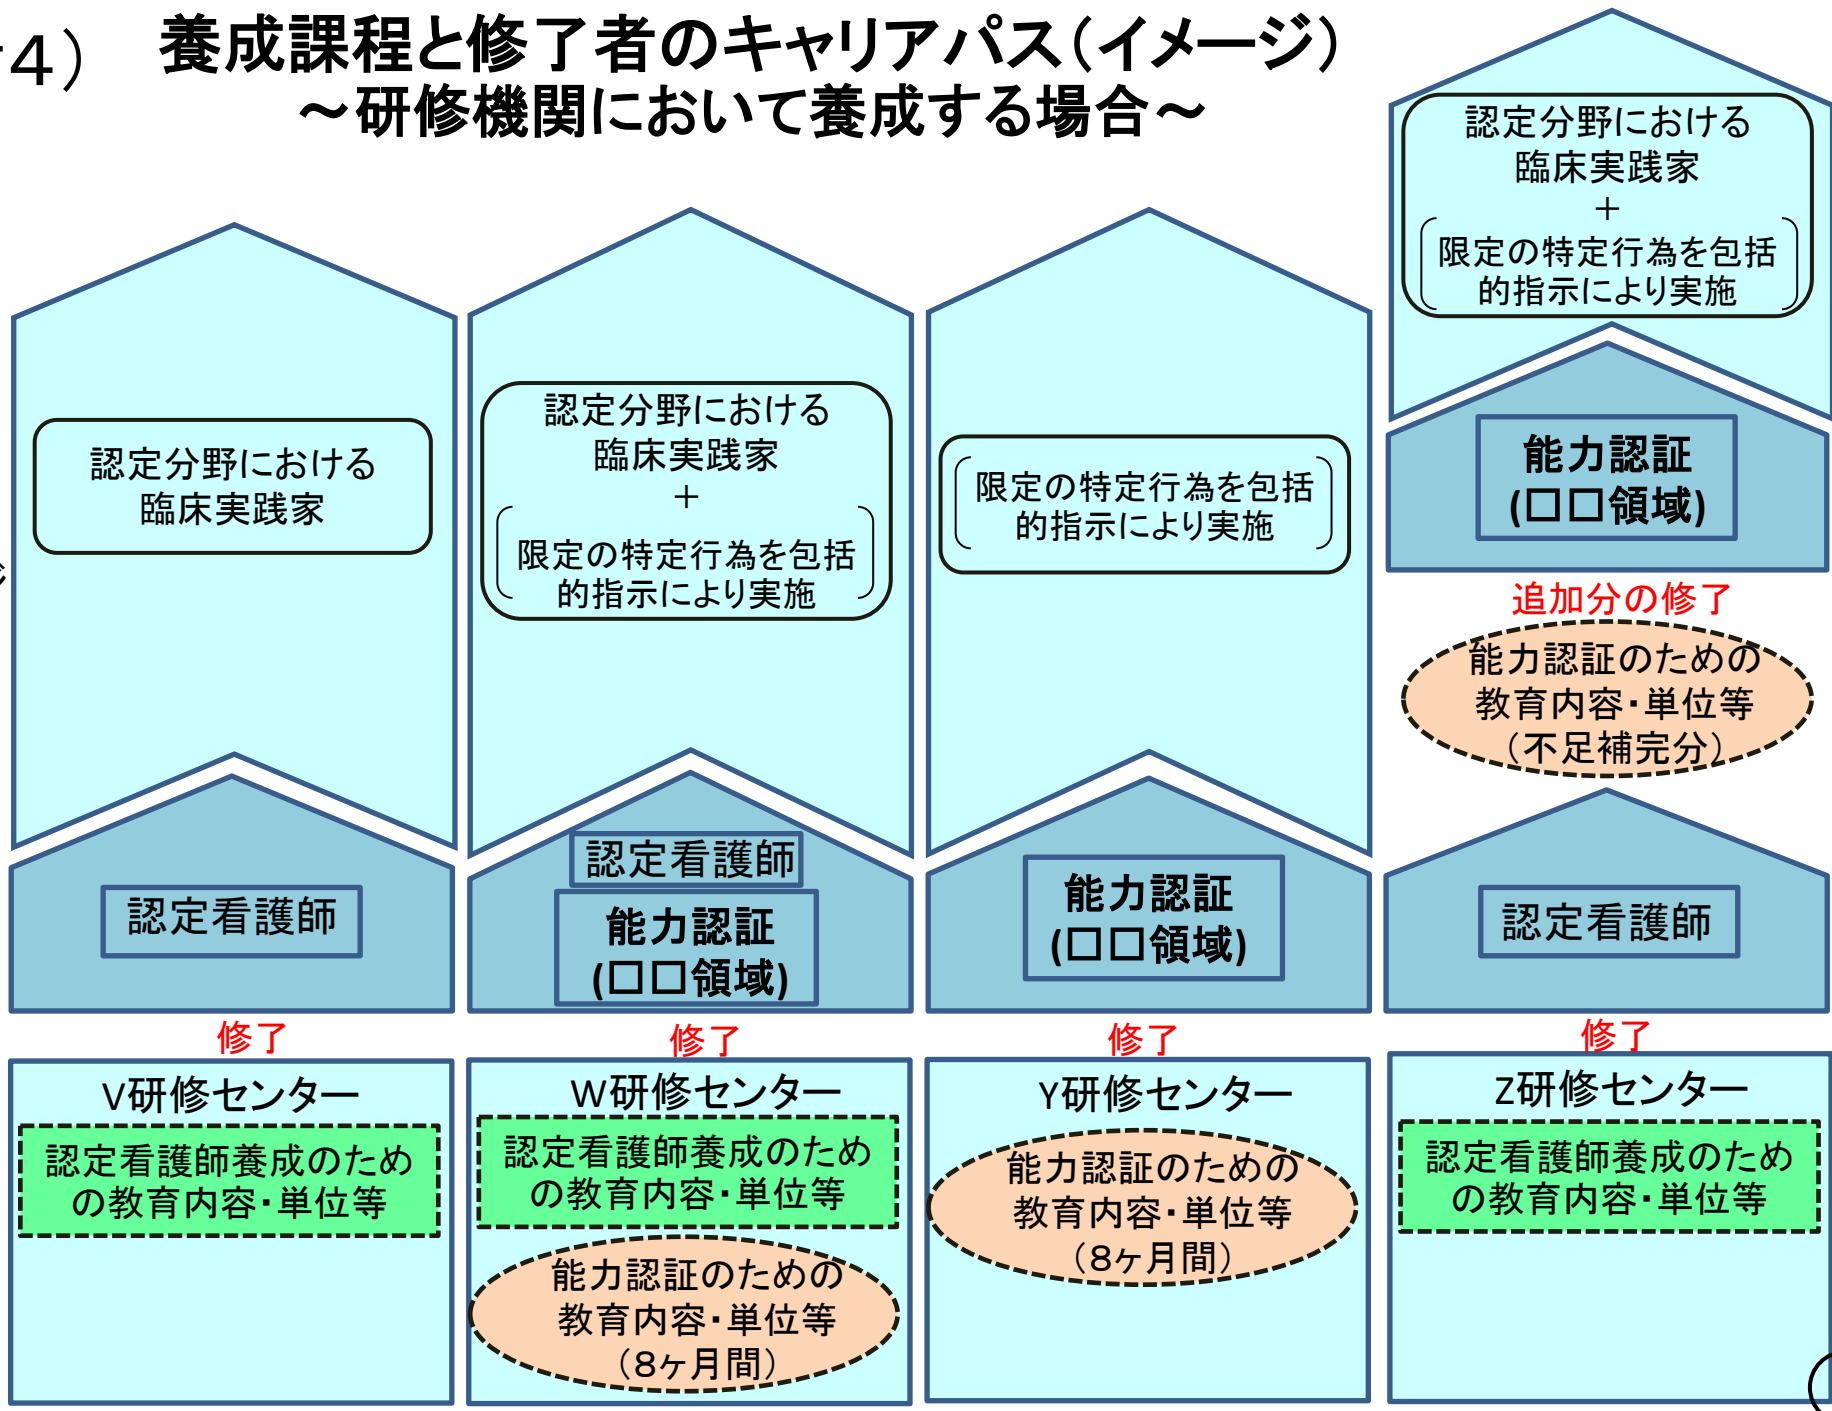 4）
養成課程と修了者のキャリアパス（イメージ）
～研修機関において養成する場合～
認定分野における
臨床実践家
認定看護師
修了
V研修センター
認定看護師養成のため
の教育内容・単位等
認定分野における
臨床実践家
＋
限定の特定行為を包括
的指示により実施
認定看護師
能力認証
(□□領域)
修了
W研修センター
認定看護師養成のため
の教育内容・単位等
能力認証のための
教育内容・単位等
（8ヶ月間）
限定の特定行為を包括
的指示により実施
能力認証
(□□領域)
修了
Y研修センター
能力認証のための
教育内容・単位等
（8ヶ月間）
認定分野における
臨床実践家
＋
限定の特定行為を包括
的指示により実施
能力認証
(□□領域)
追加分の修了
能力認証のための
教育内容・単位等
（不足補完分）
認定看護師
修了
Z研修センター
認定看護師養成のため
の教育内容・単位等